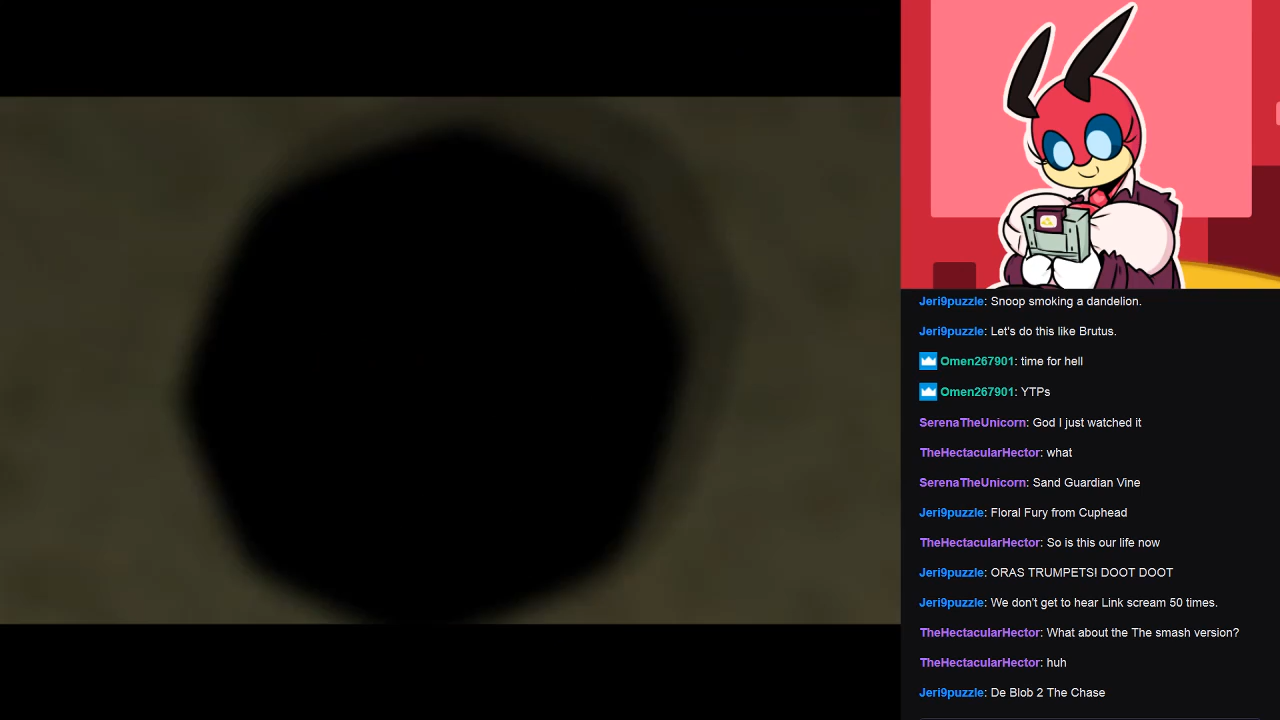 Jeri9puzzle: Snoop smoking a dandelion.
Jeri9puzzle: Let's do this like Brutus.
Omen267901: time for hell
Omen267901: YTPs
SerenaTheUnicorn: God I just watched it
TheHectacularHector: what
SerenaTheUnicorn: Sand Guardian Vine
Jeri9puzzle: Floral Fury from Cuphead
TheHectacularHector: So is this our life now
Jeri9puzzle: ORAS TRUMPETS! DOOT DOOT
Jeri9puzzle: We don't get to hear Link scream 50 times.
TheHectacularHector: What about the The smash version?
TheHectacularHector: huh
Jeri9puzzle: De Blob 2 The Chase